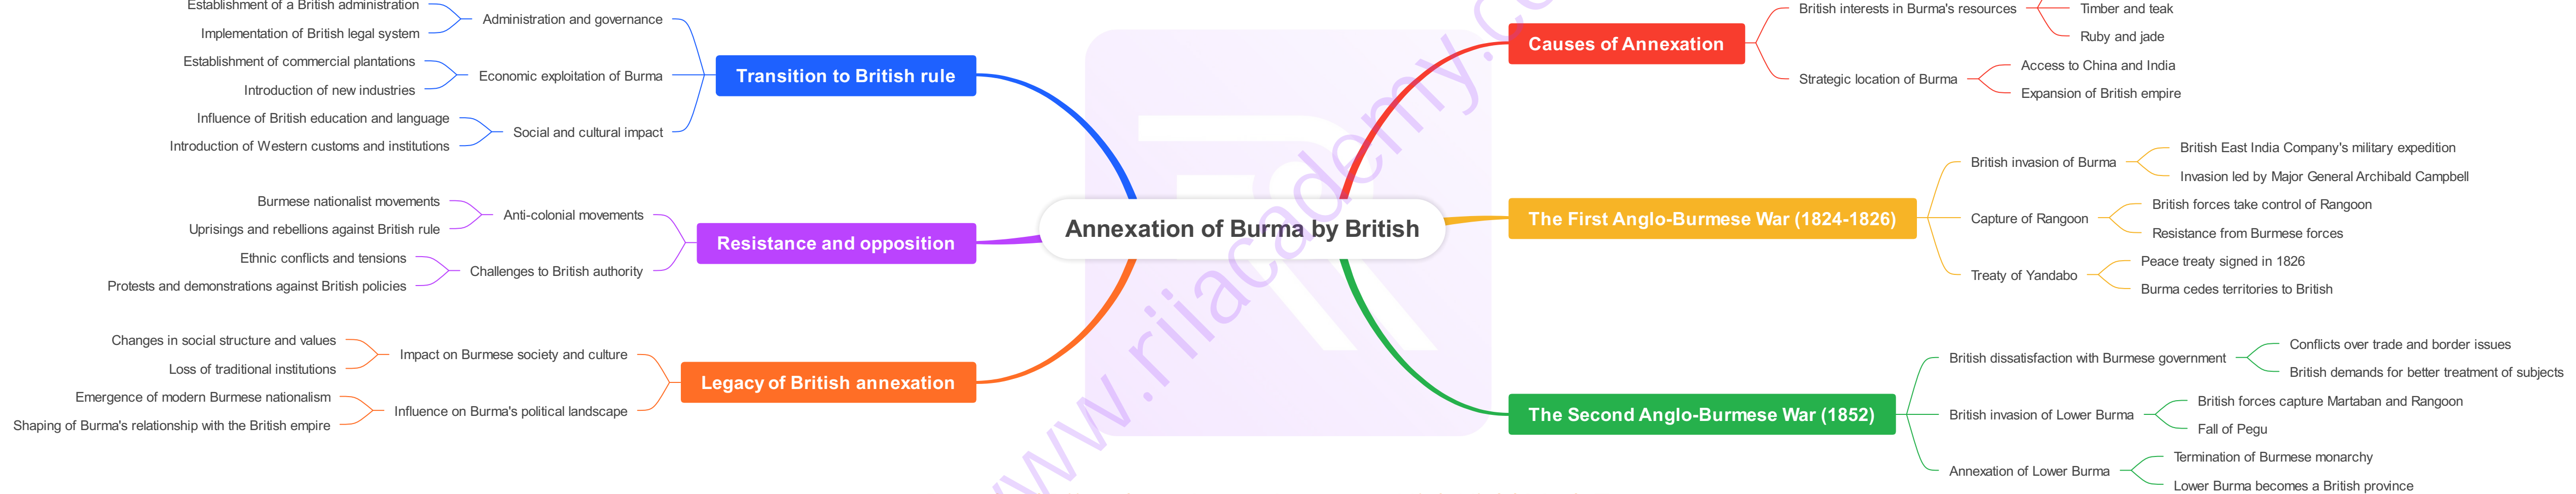 Annexation of Burma by British
Causes of Annexation
British interests in Burma's resources
Timber and teak
Ruby and jade
Strategic location of Burma
Access to China and India
Expansion of British empire
The First Anglo-Burmese War (1824-1826)
British invasion of Burma
British East India Company's military expedition
Invasion led by Major General Archibald Campbell
Capture of Rangoon
British forces take control of Rangoon
Resistance from Burmese forces
Treaty of Yandabo
Peace treaty signed in 1826
Burma cedes territories to British
The Second Anglo-Burmese War (1852)
British dissatisfaction with Burmese government
Conflicts over trade and border issues
British demands for better treatment of subjects
British invasion of Lower Burma
British forces capture Martaban and Rangoon
Fall of Pegu
Annexation of Lower Burma
Termination of Burmese monarchy
Lower Burma becomes a British province
Transition to British rule
Administration and governance
Establishment of a British administration
Implementation of British legal system
Economic exploitation of Burma
Establishment of commercial plantations
Introduction of new industries
Social and cultural impact
Influence of British education and language
Introduction of Western customs and institutions
Resistance and opposition
Anti-colonial movements
Burmese nationalist movements
Uprisings and rebellions against British rule
Challenges to British authority
Ethnic conflicts and tensions
Protests and demonstrations against British policies
Legacy of British annexation
Impact on Burmese society and culture
Changes in social structure and values
Loss of traditional institutions
Influence on Burma's political landscape
Emergence of modern Burmese nationalism
Shaping of Burma's relationship with the British empire